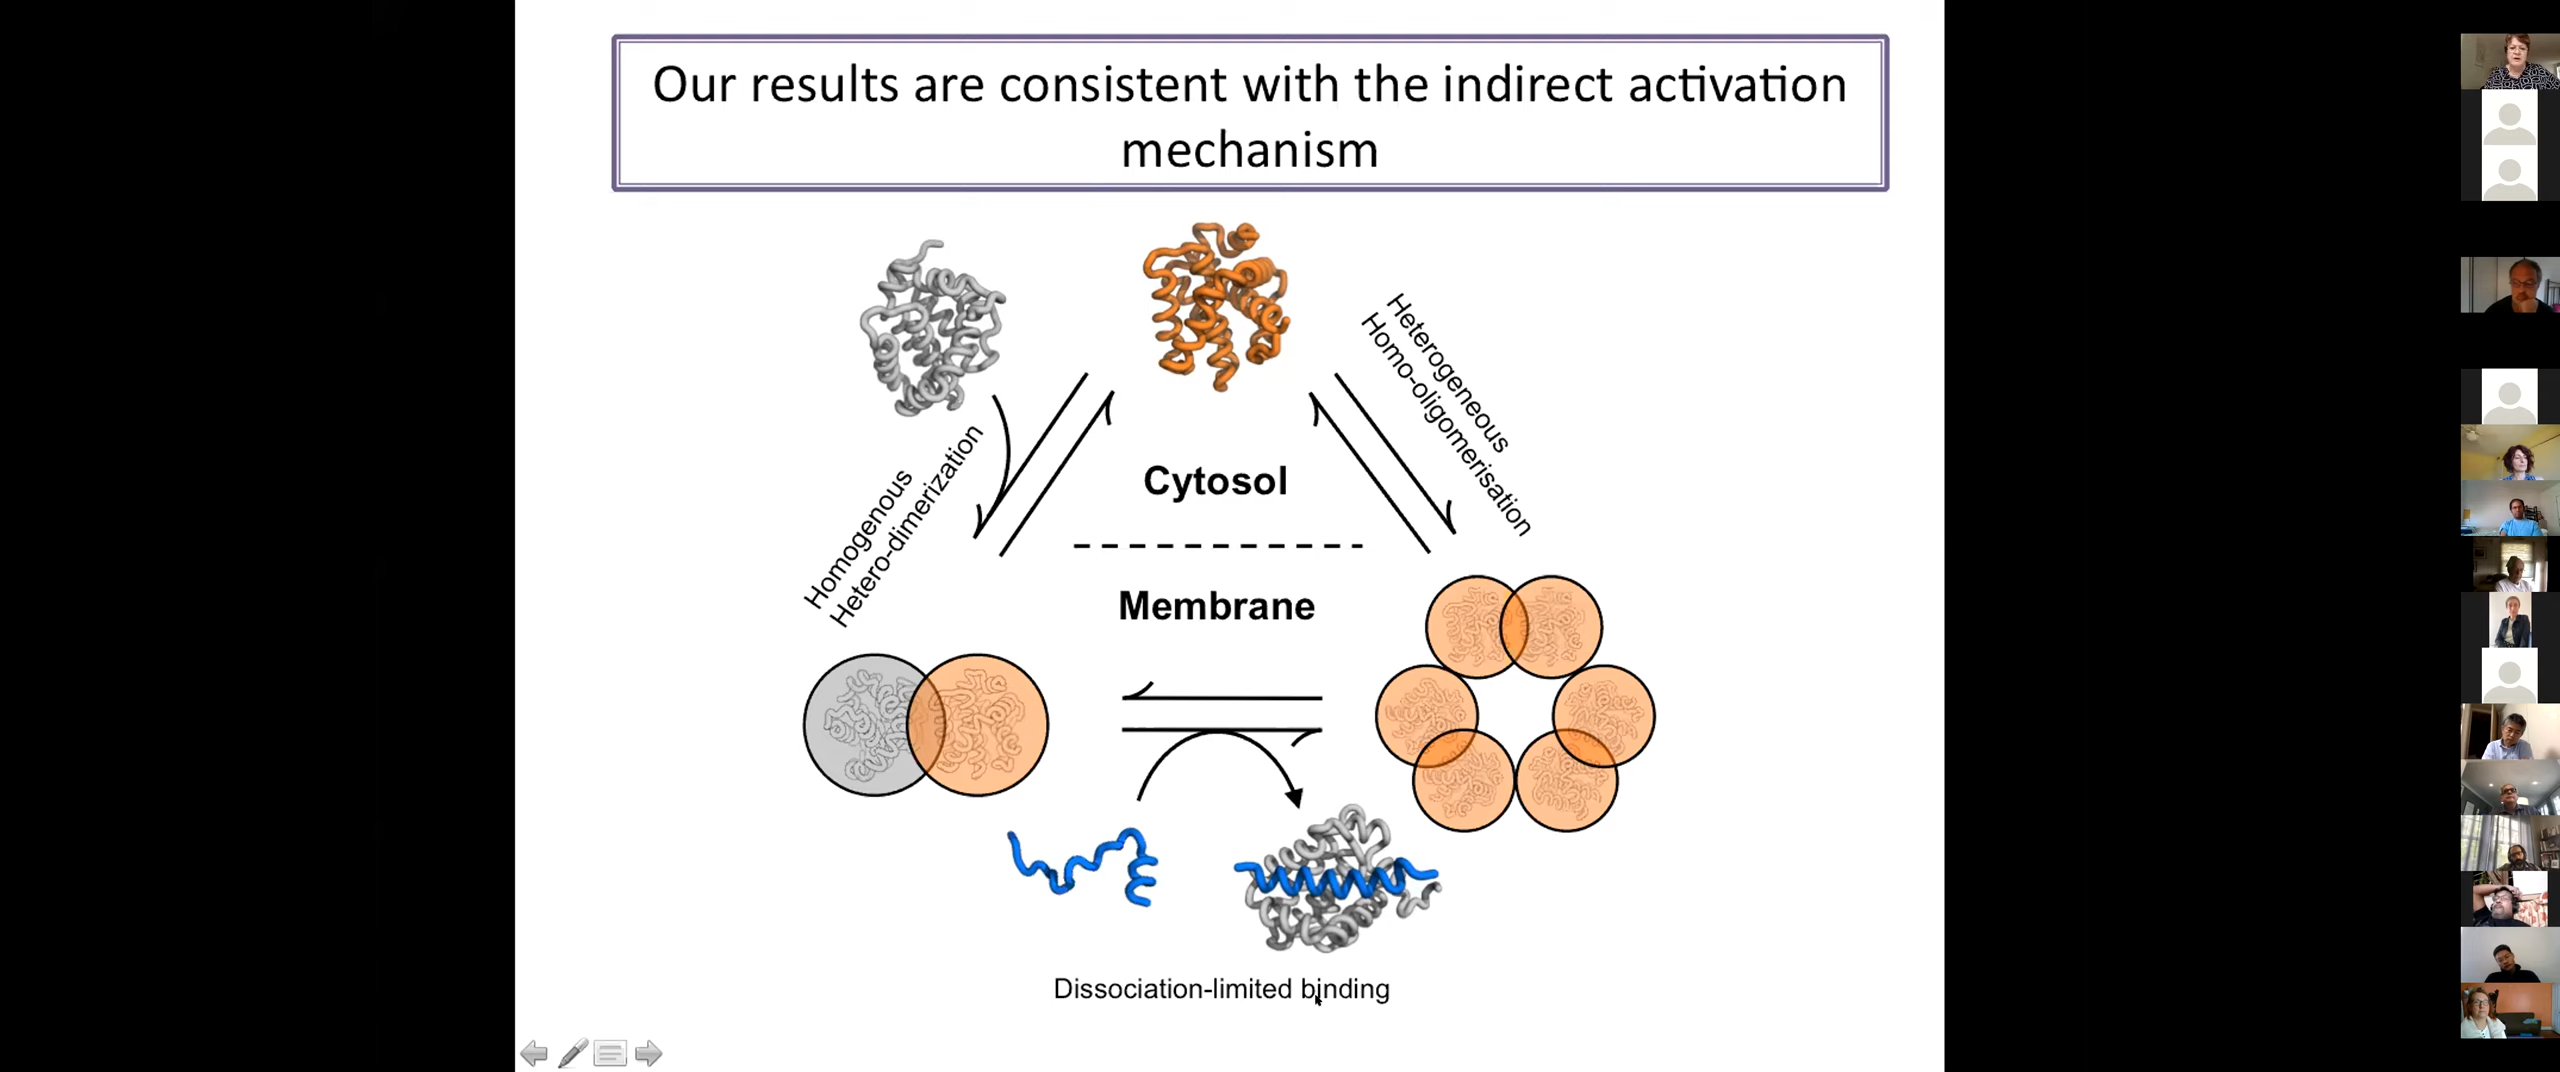 Our results are consistent with the indirect activation
mechanism
Heterogeneous
Homo-oligomerisation
Homogenous
Hetero-dimerization
Cytosol
Membrane
Dissociation-limited binding